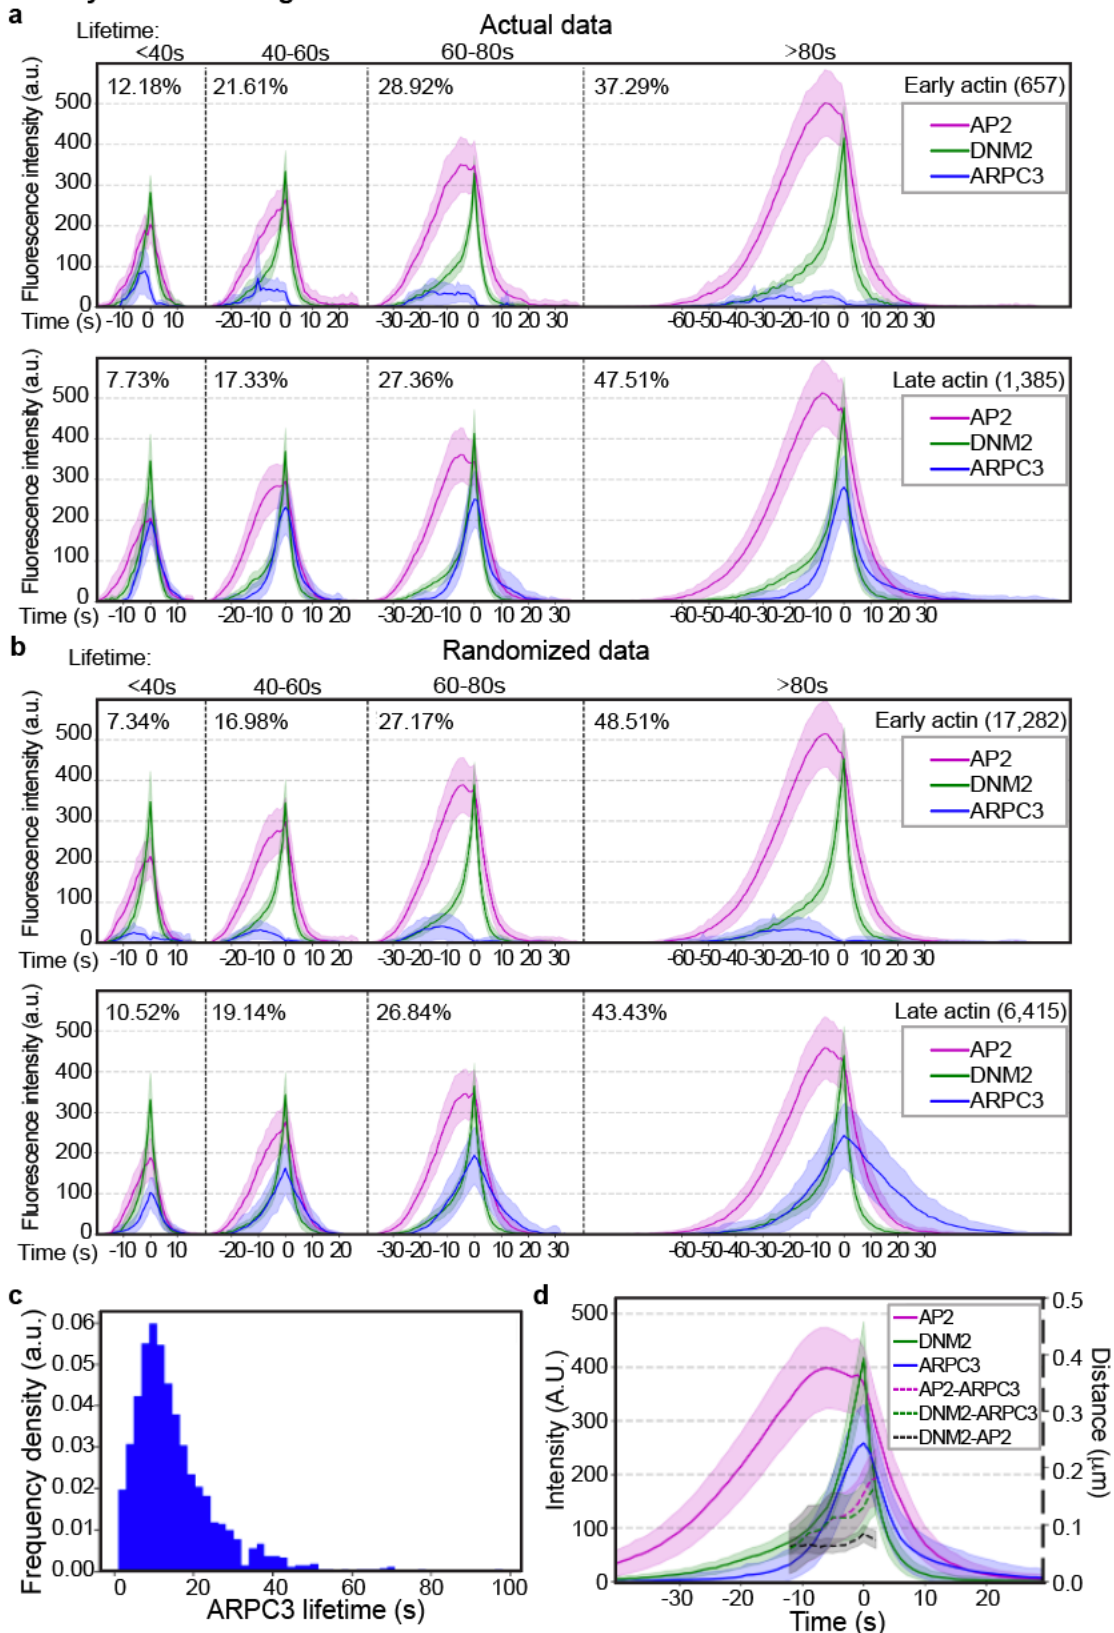 a
Lifetime:
Actual data
<40s 40-60s 60-80s >80s
Fluorescence intensity (a.u.)
12.18% 21.61% 28.92% 37.29% Early actin (657)
500
400
300
200
100
0
AP2
DNM2
ARPC3
Time (s) -10 0 10 -20-10 0 10 20 -30-20-10 0 10 20 30 -60-50-40-30-20-10 0 10 20 30
Fluorescence intensity (a.u.)
7.73% 17.33% 27.36% 47.51% Late actin (1,385)
500
400
300
200
100
0
AP2
DNM2
ARPC3
Time (s) -10 0 10 -20-10 0 10 20 -30-20-10 0 10 20 30 -60-50-40-30-20-10 0 10 20 30
b
Lifetime:
Randomized data
<40s 40-60s 60-80s >80s
Fluorescence intensity (a.u.)
7.34% 16.98% 27.17% 48.51% Early actin (17,282)
500
400
300
200
100
0
AP2
DNM2
ARPC3
Time (s) -10 0 10 -20-10 0 10 20 -30-20-10 0 10 20 30 -60-50-40-30-20-10 0 10 20 30
Fluorescence intensity (a.u.)
10.52% 19.14% 26.84% 43.43% Late actin (6,415)
500
400
300
200
100
0
AP2
DNM2
ARPC3
Time (s) -10 0 10 -20-10 0 10 20 -30-20-10 0 10 20 30 -60-50-40-30-20-10 0 10 20 30
c
Frequency density (a.u.)
0.06
0.05
0.04
0.03
0.02
0.01
0.00
0 20 40 60 80 100
ARPC3 lifetime (s)
d
Intensity (A.U.)
500
400
300
200
100
0
AP2
DNM2
ARPC3
AP2-ARPC3
DNM2-ARPC3
DNM2-AP2
0.5
0.4
0.3
0.2
0.1
0.0
Distance (μm)
-30 -20 -10 0 10 20
Time (s)